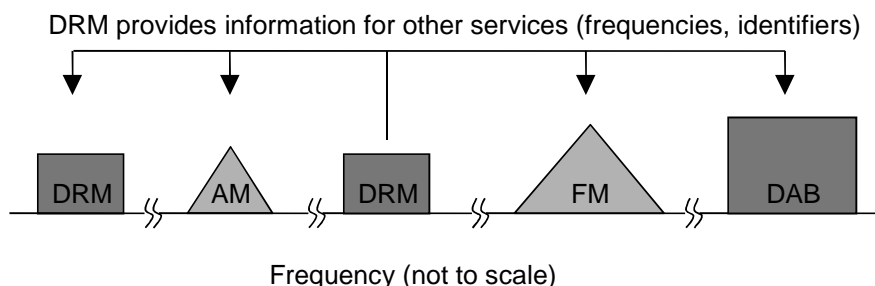 DRM provides information for other services (frequencies, identifiers)
DRM AM DRM FM DAB
Frequency (not to scale)